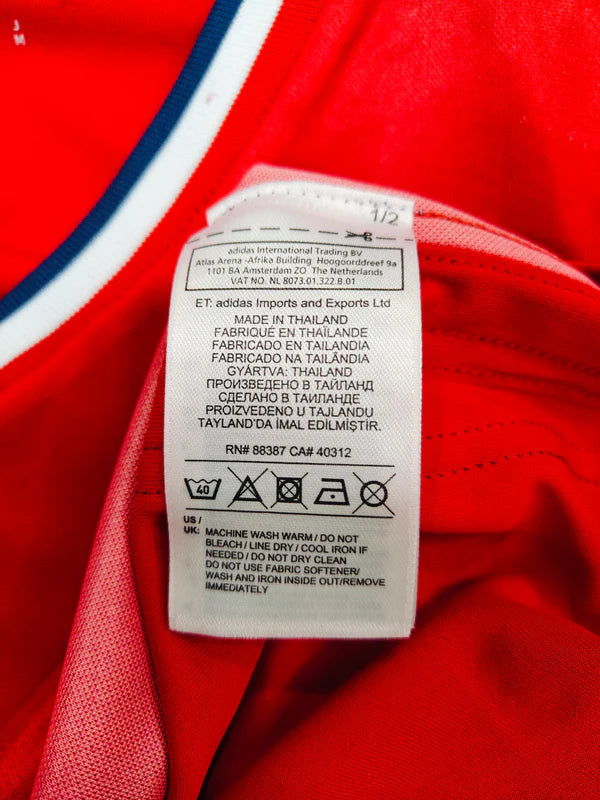 J
M
1/2
adidas International Trading BV
Atlas Arena -Afrika Building Hoogoorddreef 9a
1101 BA Amsterdam ZO The Netherlands
VAT NO. NL 8073.01.322.B.01
ET: adidas Imports and Exports Ltd
MADE IN THAILAND
FABRIQUÉ EN THAÏLANDE
FABRICADO EN TAILANDIA
FABRICADO NA TAILÂNDIA
GYÁRTVA: THAILAND
ПРОИЗВЕДЕНО В ТАЙЛАНД
СДЕЛАНО В ТАИЛАНДЕ
PROIZVEDENO U TAJLANDU
TAYLAND'DA İMAL EDİLMİŞTİR.
RN# 88387 CA# 40312
40
US /
UK: MACHINE WASH WARM / DO NOT
BLEACH / LINE DRY / COOL IRON IF
NEEDED / DO NOT DRY CLEAN
DO NOT USE FABRIC SOFTENER/
WASH AND IRON INSIDE OUT/REMOVE
IMMEDIATELY